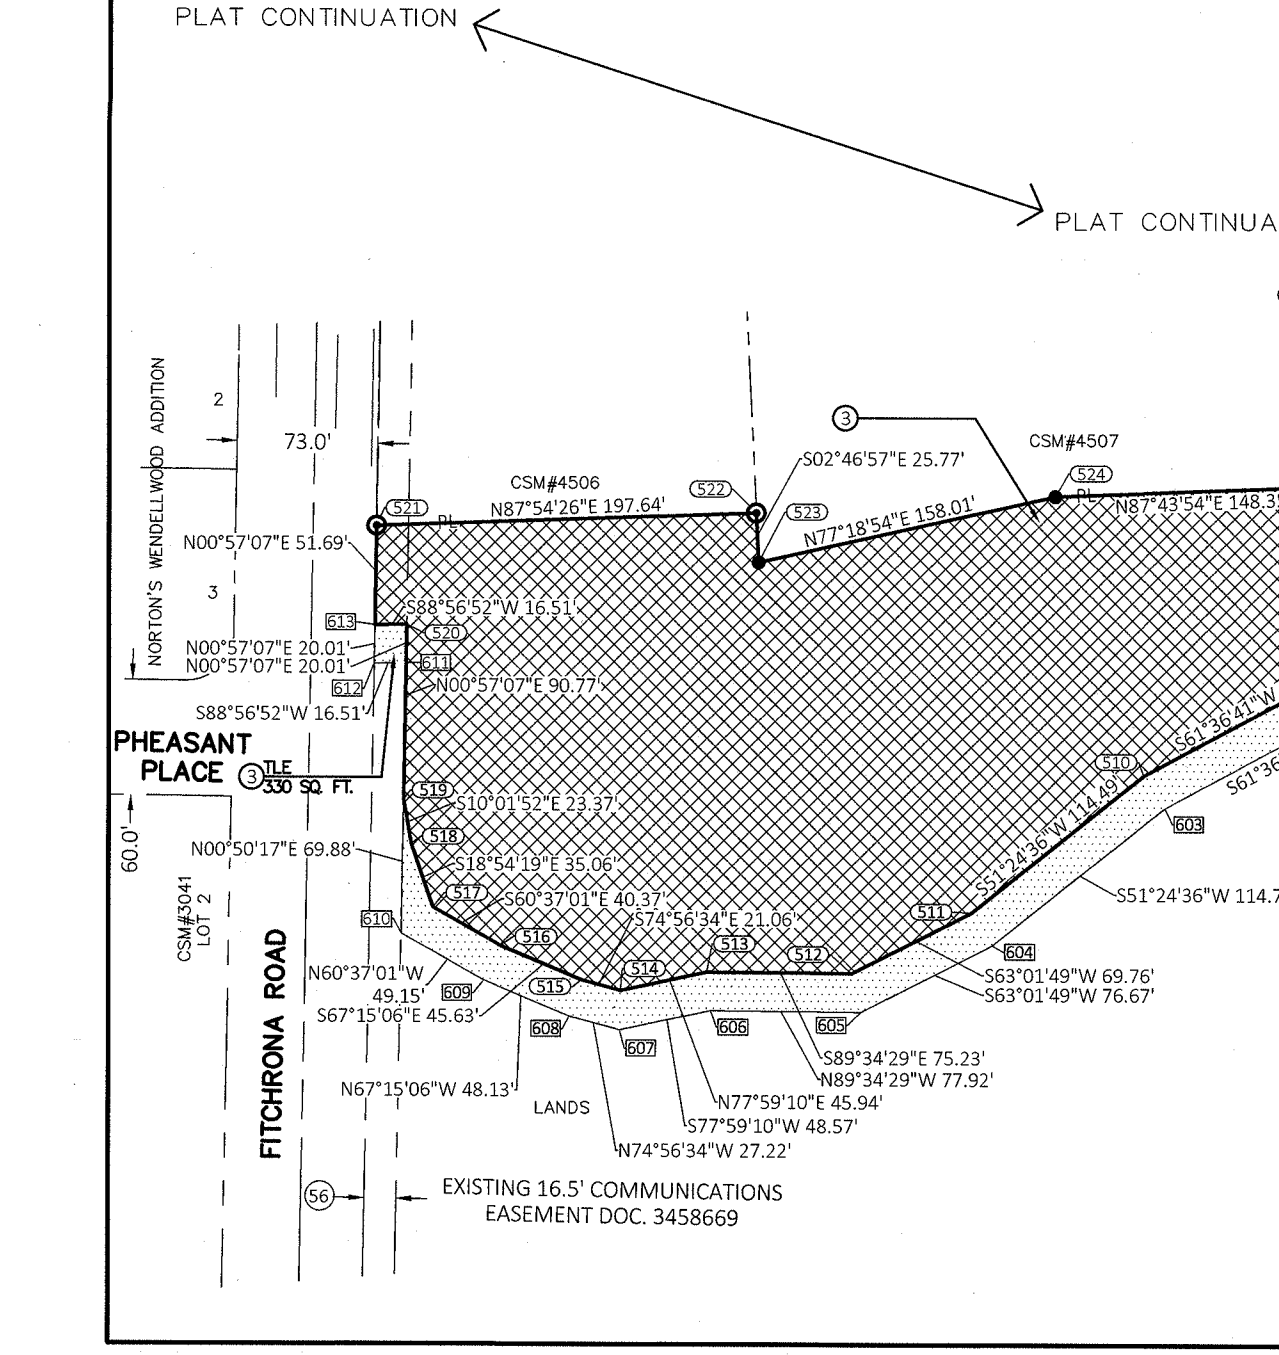 PLAT CONTINUATION
PLAT CONTINUA
NORTON'S WENDELLWOOD ADDITION
2
73.0'
3
CSM#4507
524
PL
S02°46'57"E 25.77'
CSM#4506
522
521
PL
N87°54'26"E 197.64'
523
N77°18'54"E 158.01'
N87°43'54"E 148.3
N00°57'07"E 51.69'
3
S88°56'52"W 16.51'
613
520
N00°57'07"E 20.01'
N00°57'07"E 20.01'
611
612
N00°57'07"E 90.77'
S88°56'52"W 16.51'
S61°36'41"W
PHEASANT
PLACE
3
TLE
330 SQ. FT.
510
S61°36
519
S10°01'52"E 23.37'
S51°24'36"W 114.49'
603
60.0'
518
N00°50'17"E 69.88'
S18°54'19"E 35.06'
517
S60°37'01"E 40.37'
S51°24'36"W 114.7
CSM#3041
LOT 2
610
S74°56'34"E 21.06'
511
516
513
512
604
N60°37'01"W
49.15'
609
515
514
S63°01'49"W 69.76'
S63°01'49"W 76.67'
S67°15'06"E 45.63'
608
607
606
605
FITCHRONA ROAD
S89°34'29"E 75.23'
N89°34'29"W 77.92'
N67°15'06"W 48.13'
LANDS
N77°59'10"E 45.94'
S77°59'10"W 48.57'
N74°56'34"W 27.22'
56
EXISTING 16.5' COMMUNICATIONS
EASEMENT DOC. 3458669